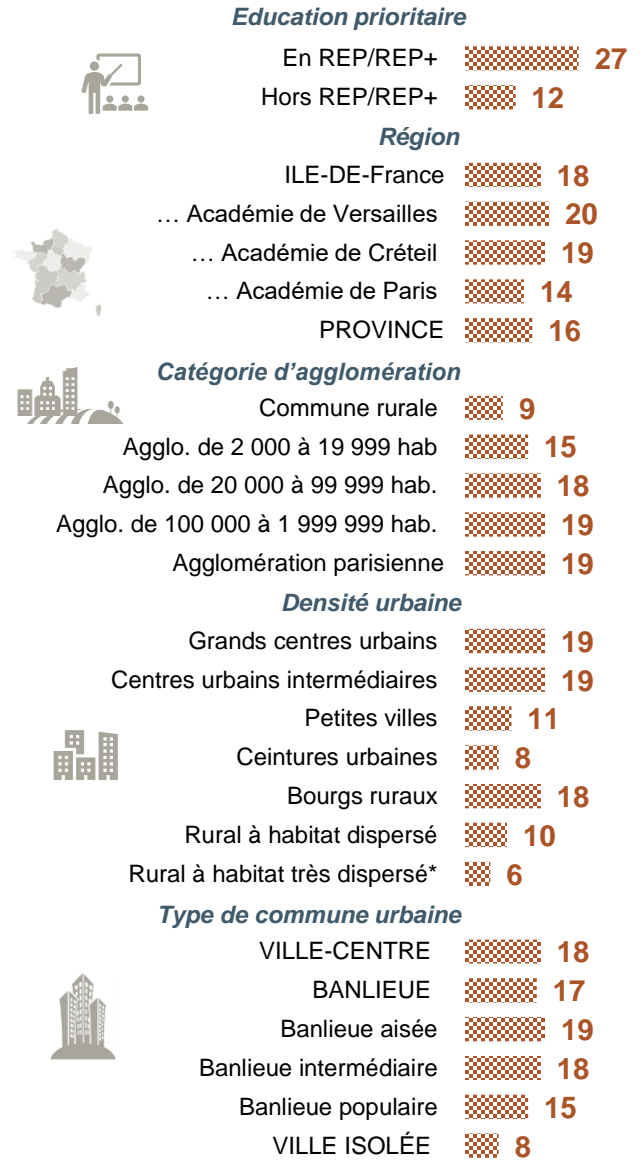 Education prioritaire
En REP/REP+ 27
Hors REP/REP+ 12
Région
ILE-DE-France 18
… Académie de Versailles 20
… Académie de Créteil 19
… Académie de Paris 14
PROVINCE 16
Catégorie d’agglomération
Commune rurale 9
Agglo. de 2 000 à 19 999 hab 15
Agglo. de 20 000 à 99 999 hab. 18
Agglo. de 100 000 à 1 999 999 hab. 19
Agglomération parisienne 19
Densité urbaine
Grands centres urbains 19
Centres urbains intermédiaires 19
Petites villes 11
Ceintures urbaines 8
Bourgs ruraux 18
Rural à habitat dispersé 10
Rural à habitat très dispersé* 6
Type de commune urbaine
VILLE-CENTRE 18
BANLIEUE 17
Banlieue aisée 19
Banlieue intermédiaire 18
Banlieue populaire 15
VILLE ISOLÉE 8